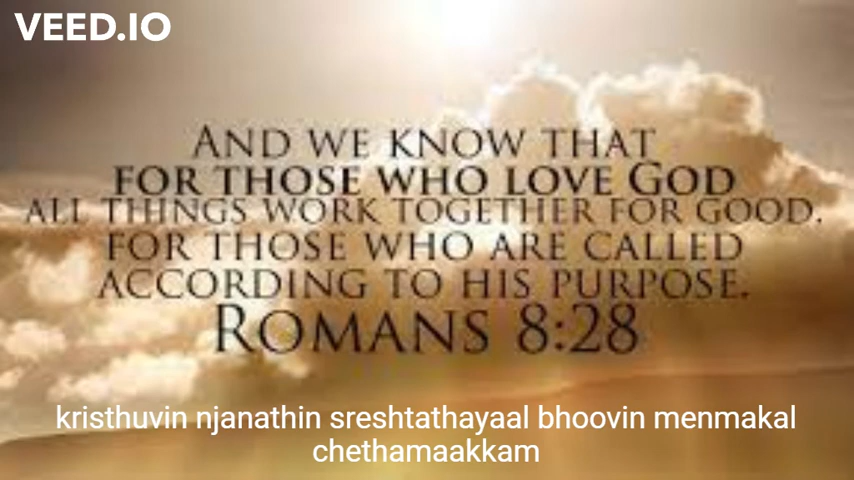 VEED.IO
AND WE KNOW THAT
FOR THOSE WHO LOVE GOD
ALL THINGS WORK TOGETHER FOR GOOD.
FOR THOSE WHO ARE CALLED
ACCORDING TO HIS PURPOSE.
ROMANS 8:28
kristhuvin njanathin sreshtathayaal bhoovin menmakal
chethamaakkam